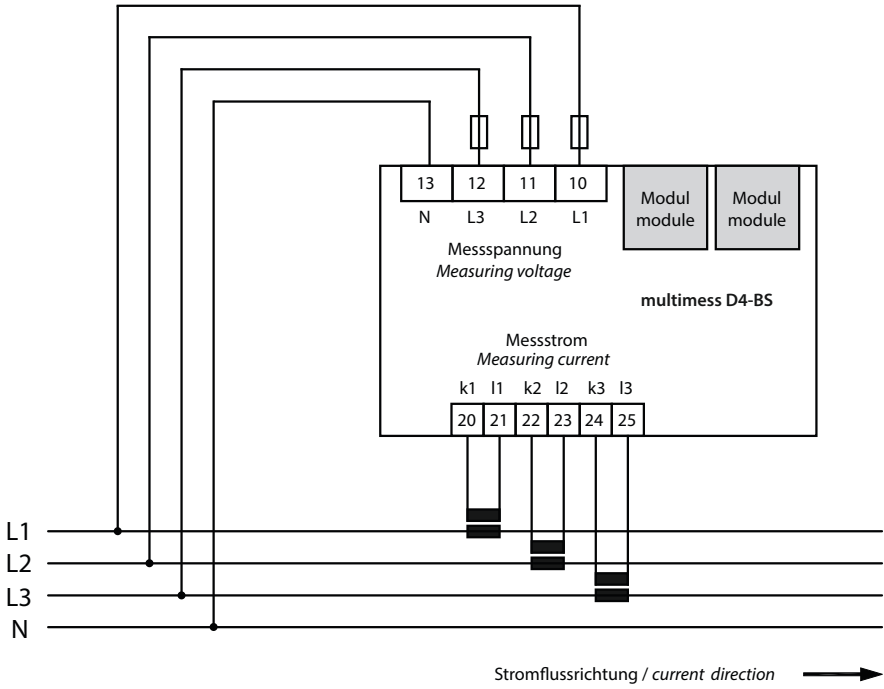 13 12 11 10
N L3 L2 L1
Modul
module
Modul
module
Messspannung
Measuring voltage
multimess D4-BS
Messstrom
Measuring current
k1 l1 k2 l2 k3 l3
20 21 22 23 24 25
L1
L2
L3
N
Stromflussrichtung / current direction